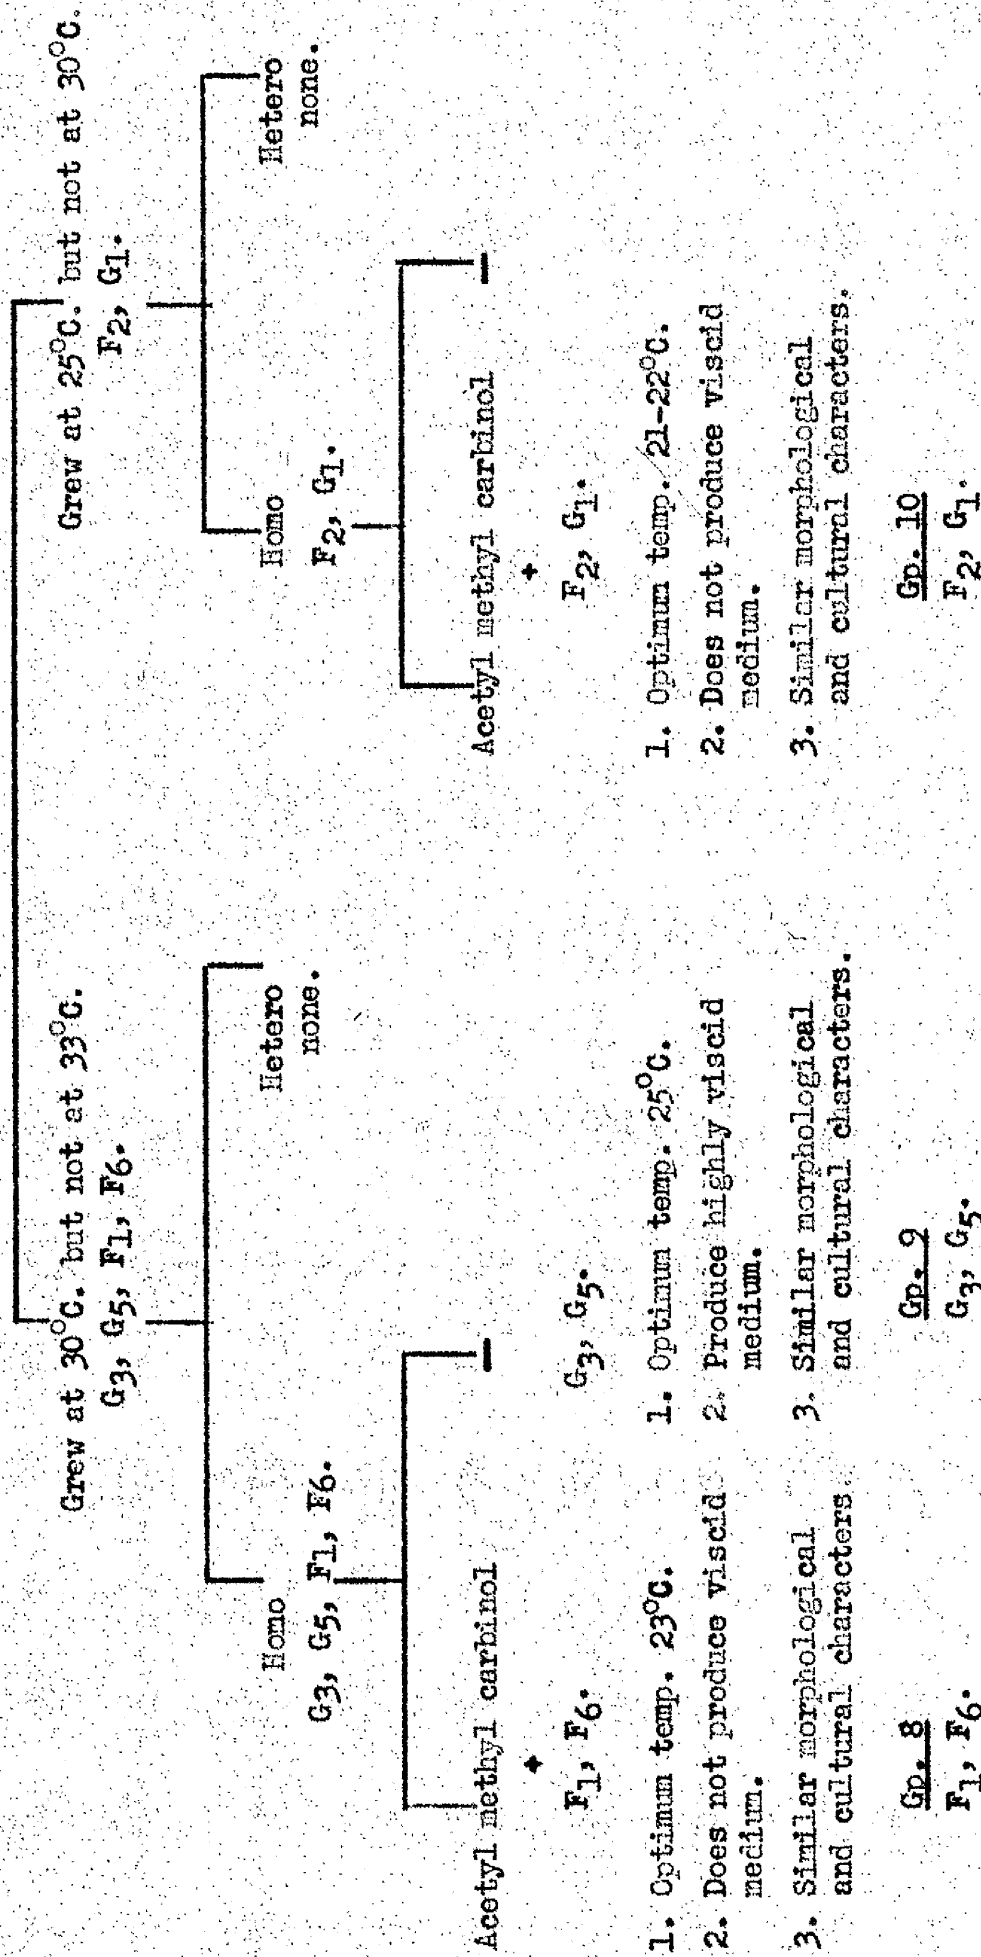 Grew at 30°C. but not at 33°C.
G3, G5, F1, F6.
Grew at 25°C. but not at 30°C.
F2, G1.
Homo
G3, G5, F1, F6.
Hetero
none.
Homo
F2, G1.
Hetero
none.
Acetyl methyl carbinol
+
-
F1, F6.
G3, G5.
Acetyl methyl carbinol
+
-
F2, G1.
1. Optimum temp. 23°C.
2. Does not produce viscid
medium.
3. Similar morphological
and cultural characters
Gp. 8
F1, F6.
1. Optimum temp. 25°C.
2. Produce highly viscid
medium.
3. Similar morphological
and cultural characters.
Gp. 9
G3, G5.
1. Optimum temp. 21-22°C.
2. Does not produce viscid
medium.
3. Similar morphological
and cultural characters.
Gp. 10
F2, G1.